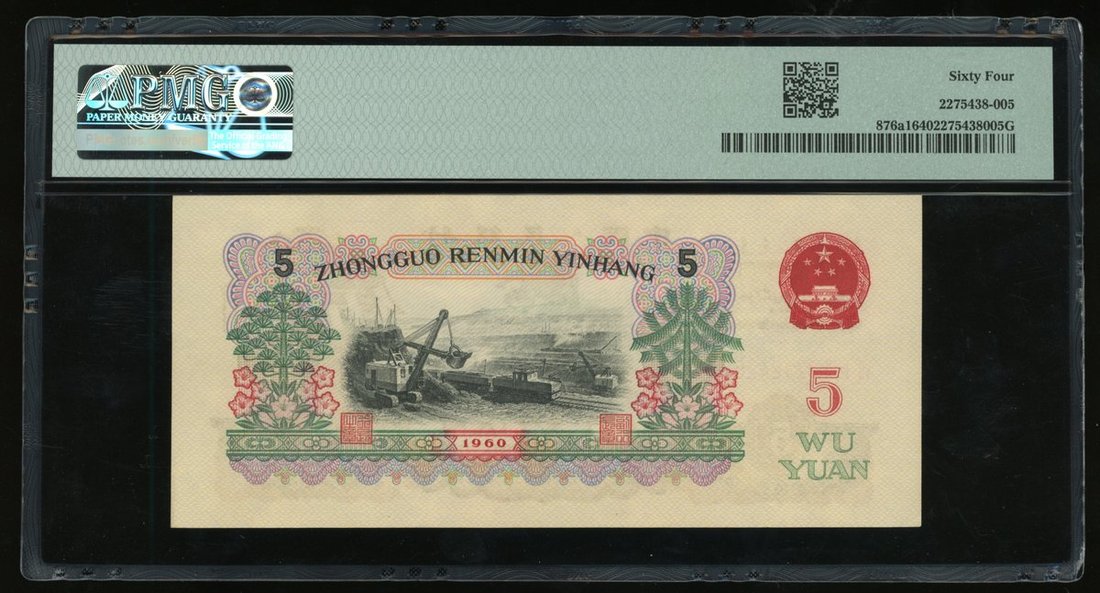 PMG
PAPER MONEY GUARANTY
Sixty Four
2275438-005
876a16402275438005G
5 ZHONGGUO RENMIN YINHANG 5
1960
5
WU
YUAN